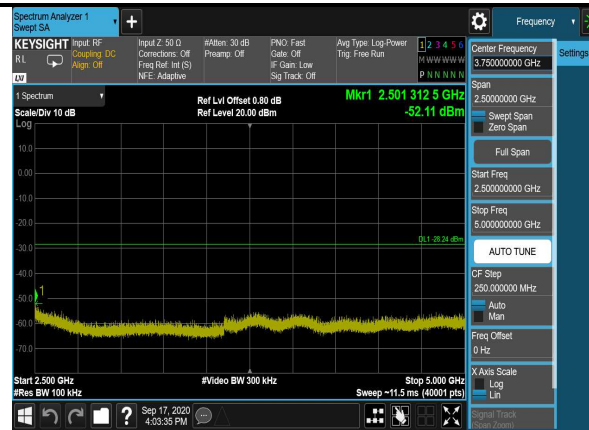 Spectrum Analyzer 1
Swept SA
Frequency
KEYSIGHT
RL
Input: RF
Coupling: DC
Align: Off
Input Z: 50 Ω
Corrections: Off
Freq Ref: Int (S)
NFE: Adaptive
#Atten: 30 dB
Preamp: Off
PNO: Fast
Gate: Off
IF Gain: Low
Sig Track: Off
Avg Type: Log-Power
Trig: Free Run
1 2 3 4 5 6
M W W W W W
P N N N N N
1 Spectrum
Scale/Div 10 dB
Log
Ref Lvl Offset 0.80 dB
Ref Level 20.00 dBm
Mkr1 2.501 312 5 GHz
-52.11 dBm
10.0
0.00
-10.0
-20.0
-30.0
-40.0
-50.0
-60.0
-70.0
DL1 -28.24 dBm
1
Start 2.500 GHz
#Res BW 100 kHz
#Video BW 300 kHz
Stop 5.000 GHz
Sweep ~11.5 ms (40001 pts)
Sep 17, 2020
4:03:35 PM
Center Frequency
3.750000000 GHz
Settings
Span
2.50000000 GHz
Swept Span
Zero Span
Full Span
Start Freq
2.500000000 GHz
Stop Freq
5.000000000 GHz
AUTO TUNE
CF Step
250.000000 MHz
Auto
Man
Freq Offset
0 Hz
X Axis Scale
Log
Lin
Signal Track
(Span Zoom)